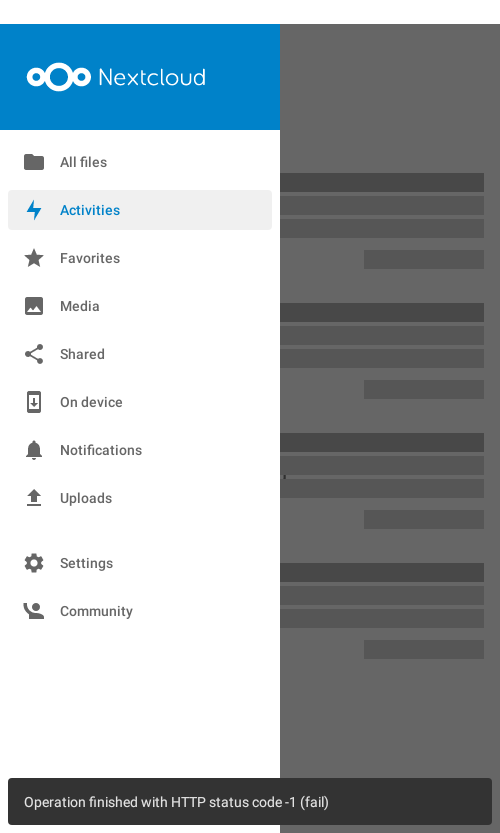 Nextcloud
All files
Activities
Favorites
Media
Shared
On device
Notifications
Uploads
Settings
Community
Operation finished with HTTP status code -1 (fail)